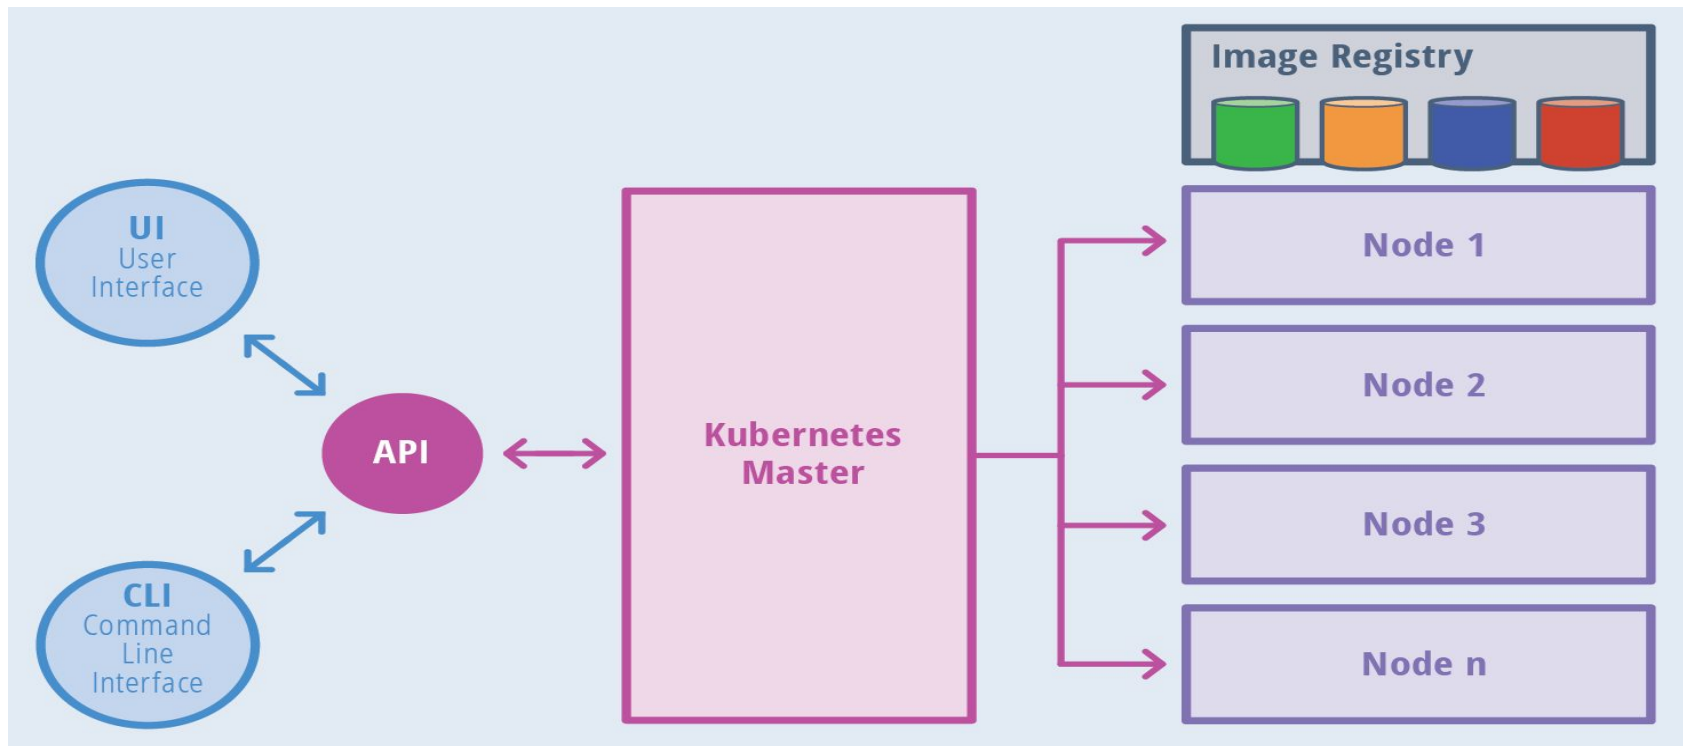 Image Registry
UI
User
Interface
API
CLI
Command
Line
Interface
Kubernetes
Master
Node 1
Node 2
Node 3
Node n